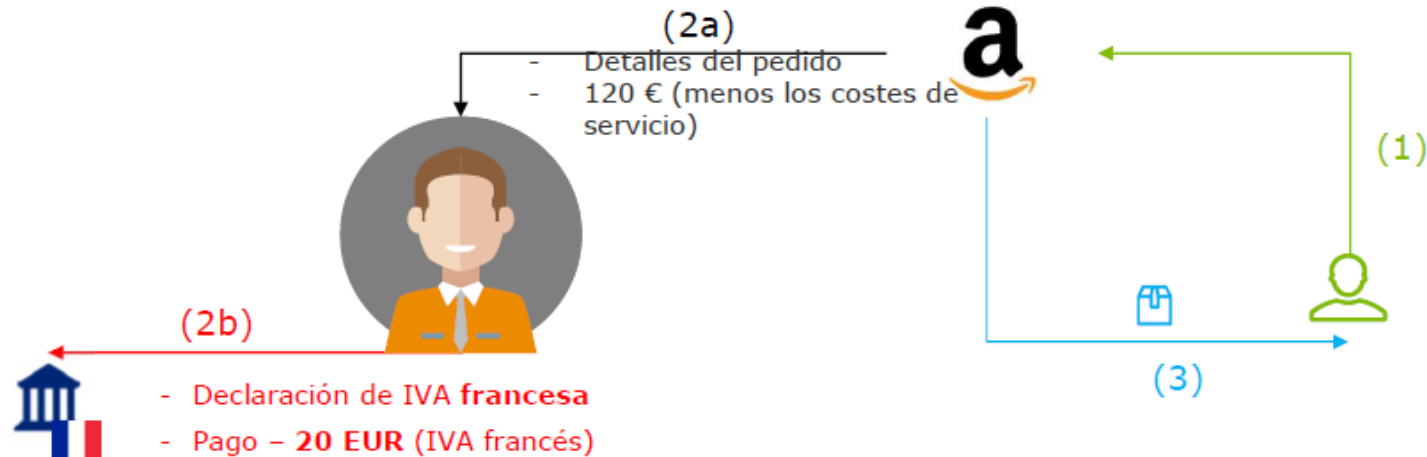 (2a)
- Detalles del pedido
- 120 € (menos los costes de
servicio)
a
(1)
(2b)
- Declaración de IVA francesa
- Pago – 20 EUR (IVA francés)
(3)